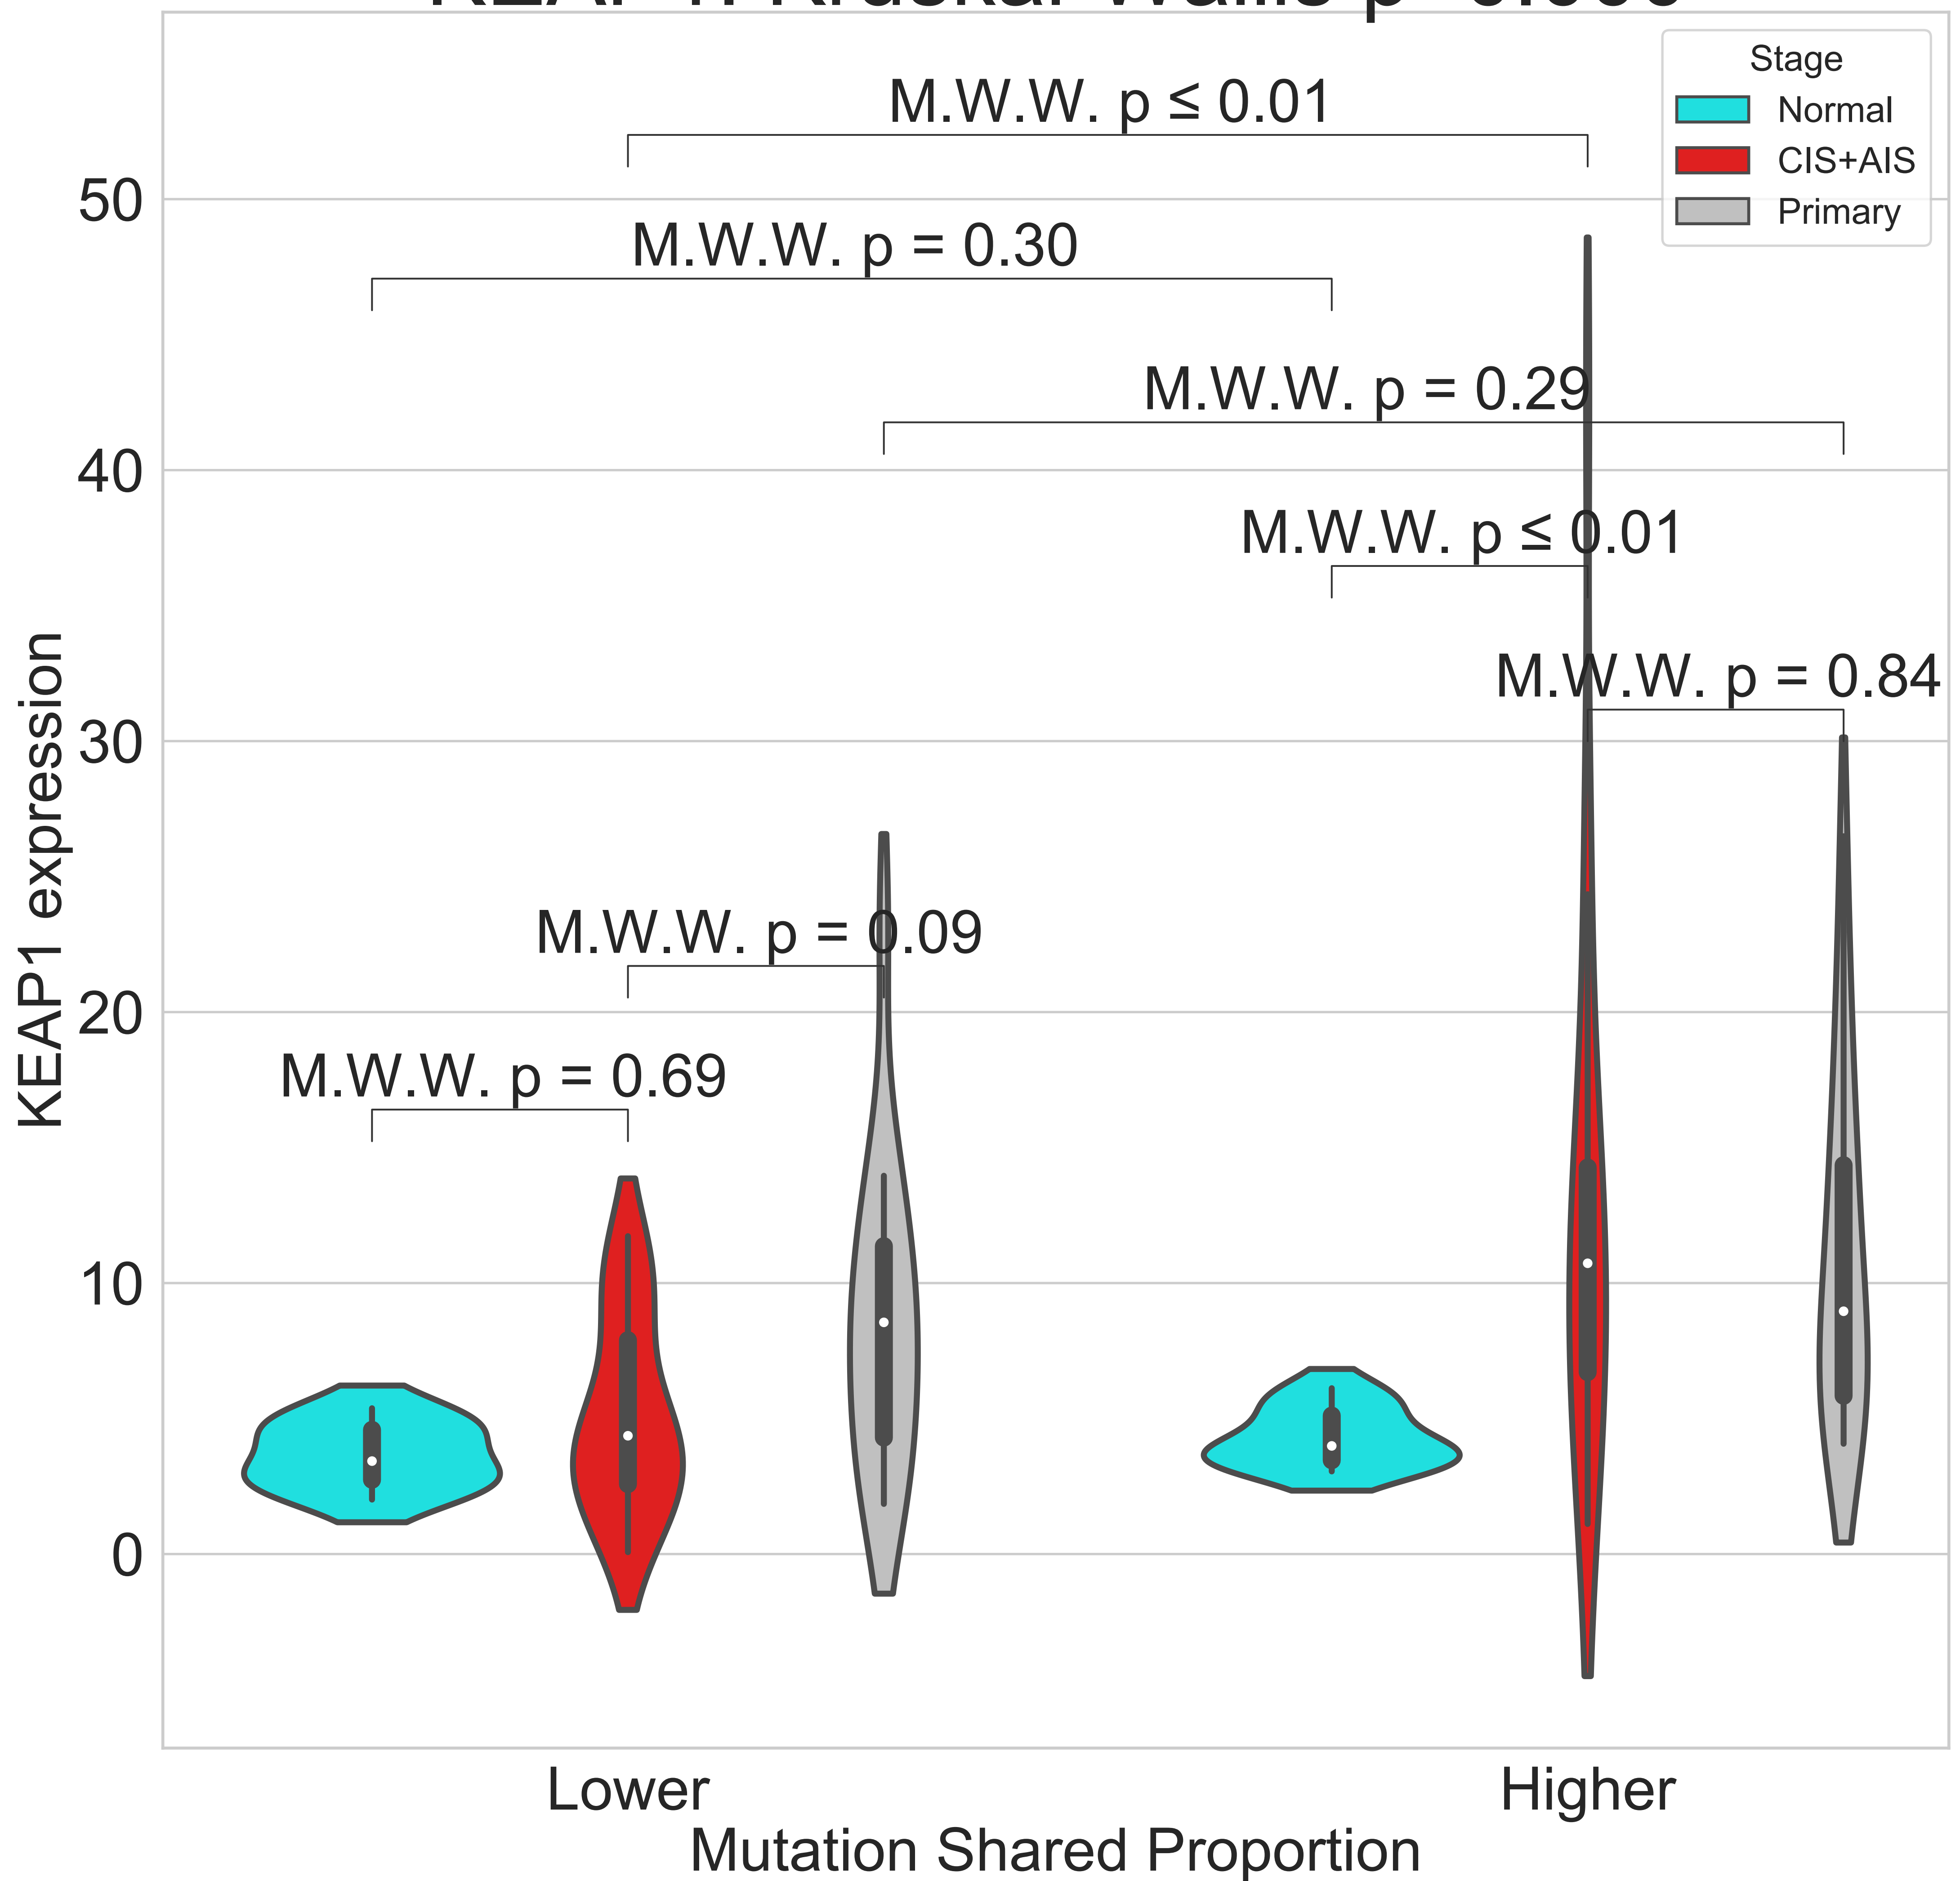 Stage
Normal
CIS+AIS
Primary
M.W.W. p ≤ 0.01
M.W.W. p = 0.30
M.W.W. p = 0.29
M.W.W. p ≤ 0.01
M.W.W. p = 0.84
M.W.W. p = 0.09
M.W.W. p = 0.69
50
40
30
20
10
0
KEAP1 expression
Lower
Higher
Mutation Shared Proportion